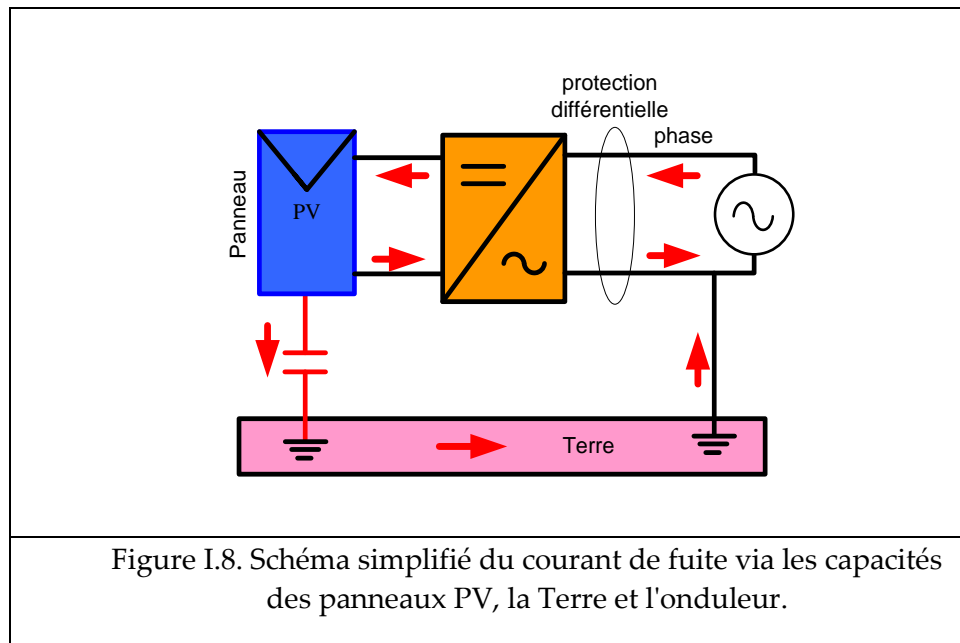 protection
différentielle
phase
Panneau
PV
Terre
Figure I.8. Schéma simplifié du courant de fuite via les capacités
des panneaux PV, la Terre et l'onduleur.